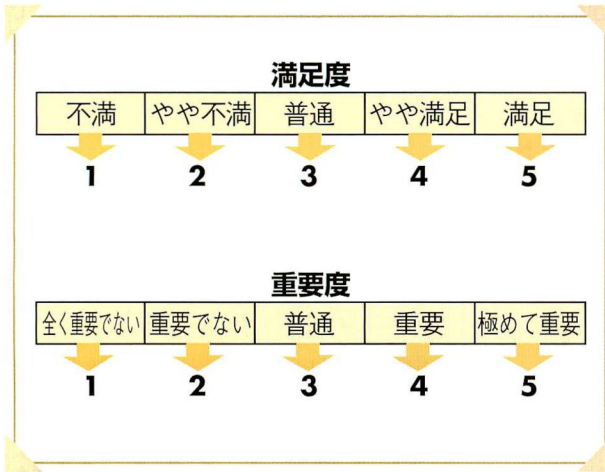 満足度
不満 やや不満 普通 やや満足 満足
1 2 3 4 5
重要度
全く重要でない 重要でない 普通 重要 極めて重要
1 2 3 4 5